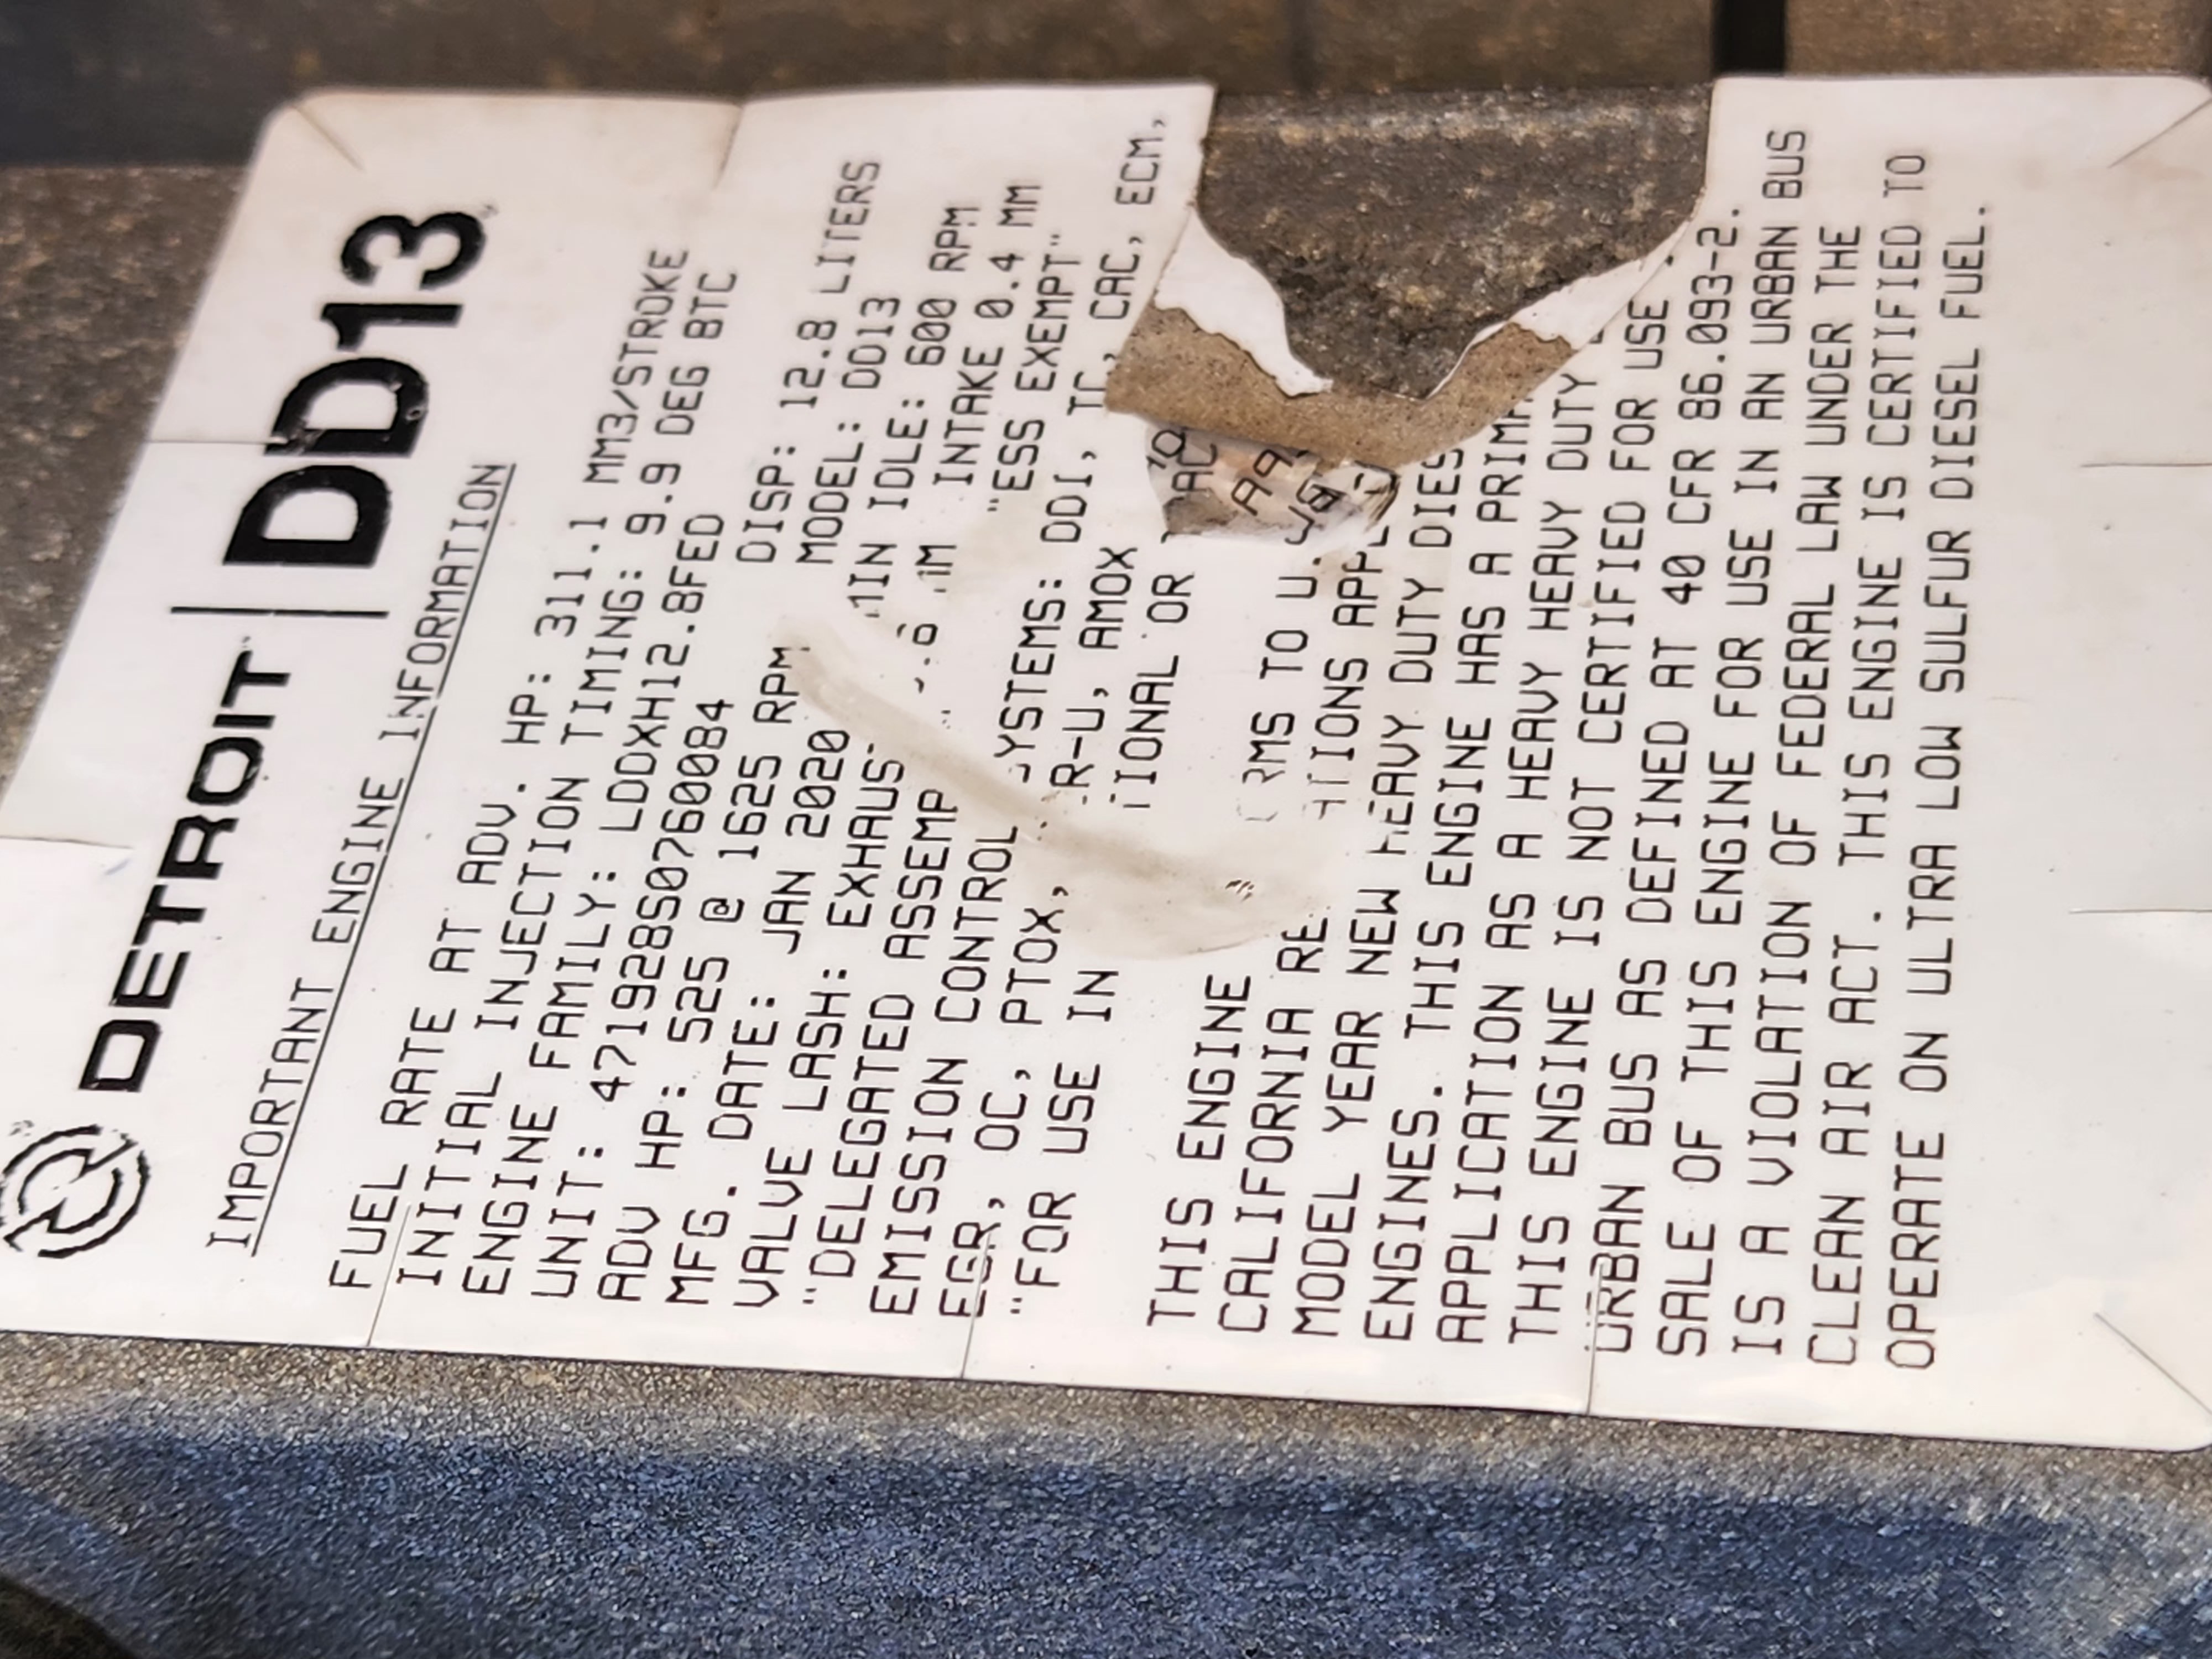 DETROIT | DD13
IMPORTANT ENGINE INFORMATION
FUEL RATE AT ADV. HP: 311.1 MM3/STROKE
INITIAL INJECTION TIMING: 9.9 DEG BTC
ENGINE FAMILY: LDDXH12.8FED
UNIT: 471928S0760084 DISP: 12.8 LITERS
ADV HP: 525 @ 1625 RPM MODEL: DD13
MFG. DATE: JAN 2020 IDLE: 600 RPM
VALVE LASH: INTAKE 0.4 MM
"DELEGATED "ESS EXEMPT"
EMISSION CONTROL DDI, TC, CAC, ECM,
EGR, OC, PTOX, AMOX
"FOR USE IN OR
THIS ENGINE TO
CALIFORNIA
MODEL YEAR NEW HEAVY DUTY
ENGINES. THIS ENGINE HAS A
APPLICATION AS A HEAVY HEAVY DUTY
THIS ENGINE IS NOT CERTIFIED FOR USE
URBAN BUS AS DEFINED AT 40 CFR 86.093-2.
SALE OF THIS ENGINE FOR USE IN AN URBAN BUS
IS A VIOLATION OF FEDERAL LAW UNDER THE
CLEAN AIR ACT. THIS ENGINE IS CERTIFIED TO
OPERATE ON ULTRA LOW SULFUR DIESEL FUEL.